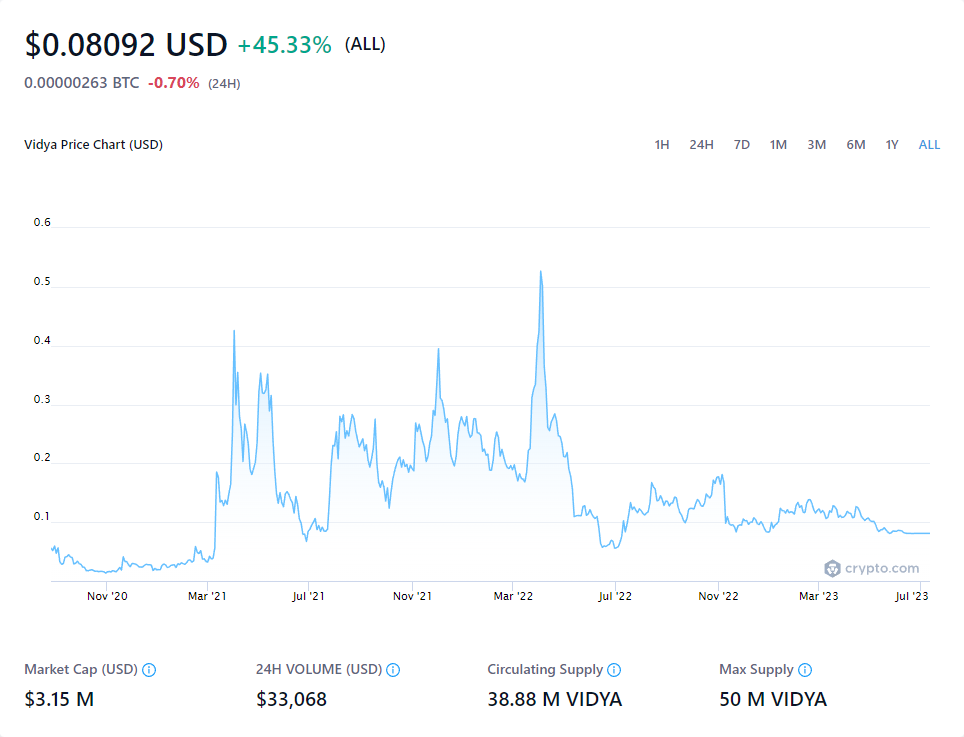 $0.08092 USD +45.33% (ALL)
0.00000263 BTC -0.70% (24H)
Vidya Price Chart (USD) 1H 24H 7D 1M 3M 6M 1Y ALL
0.6
0.5
0.4
0.3
0.2
0.1
crypto.com
Nov '20 Mar '21 Jul '21 Nov '21 Mar '22 Jul '22 Nov '22 Mar '23 Jul '23
Market Cap (USD) 24H VOLUME (USD) Circulating Supply Max Supply
$3.15 M $33,068 38.88 M VIDYA 50 M VIDYA